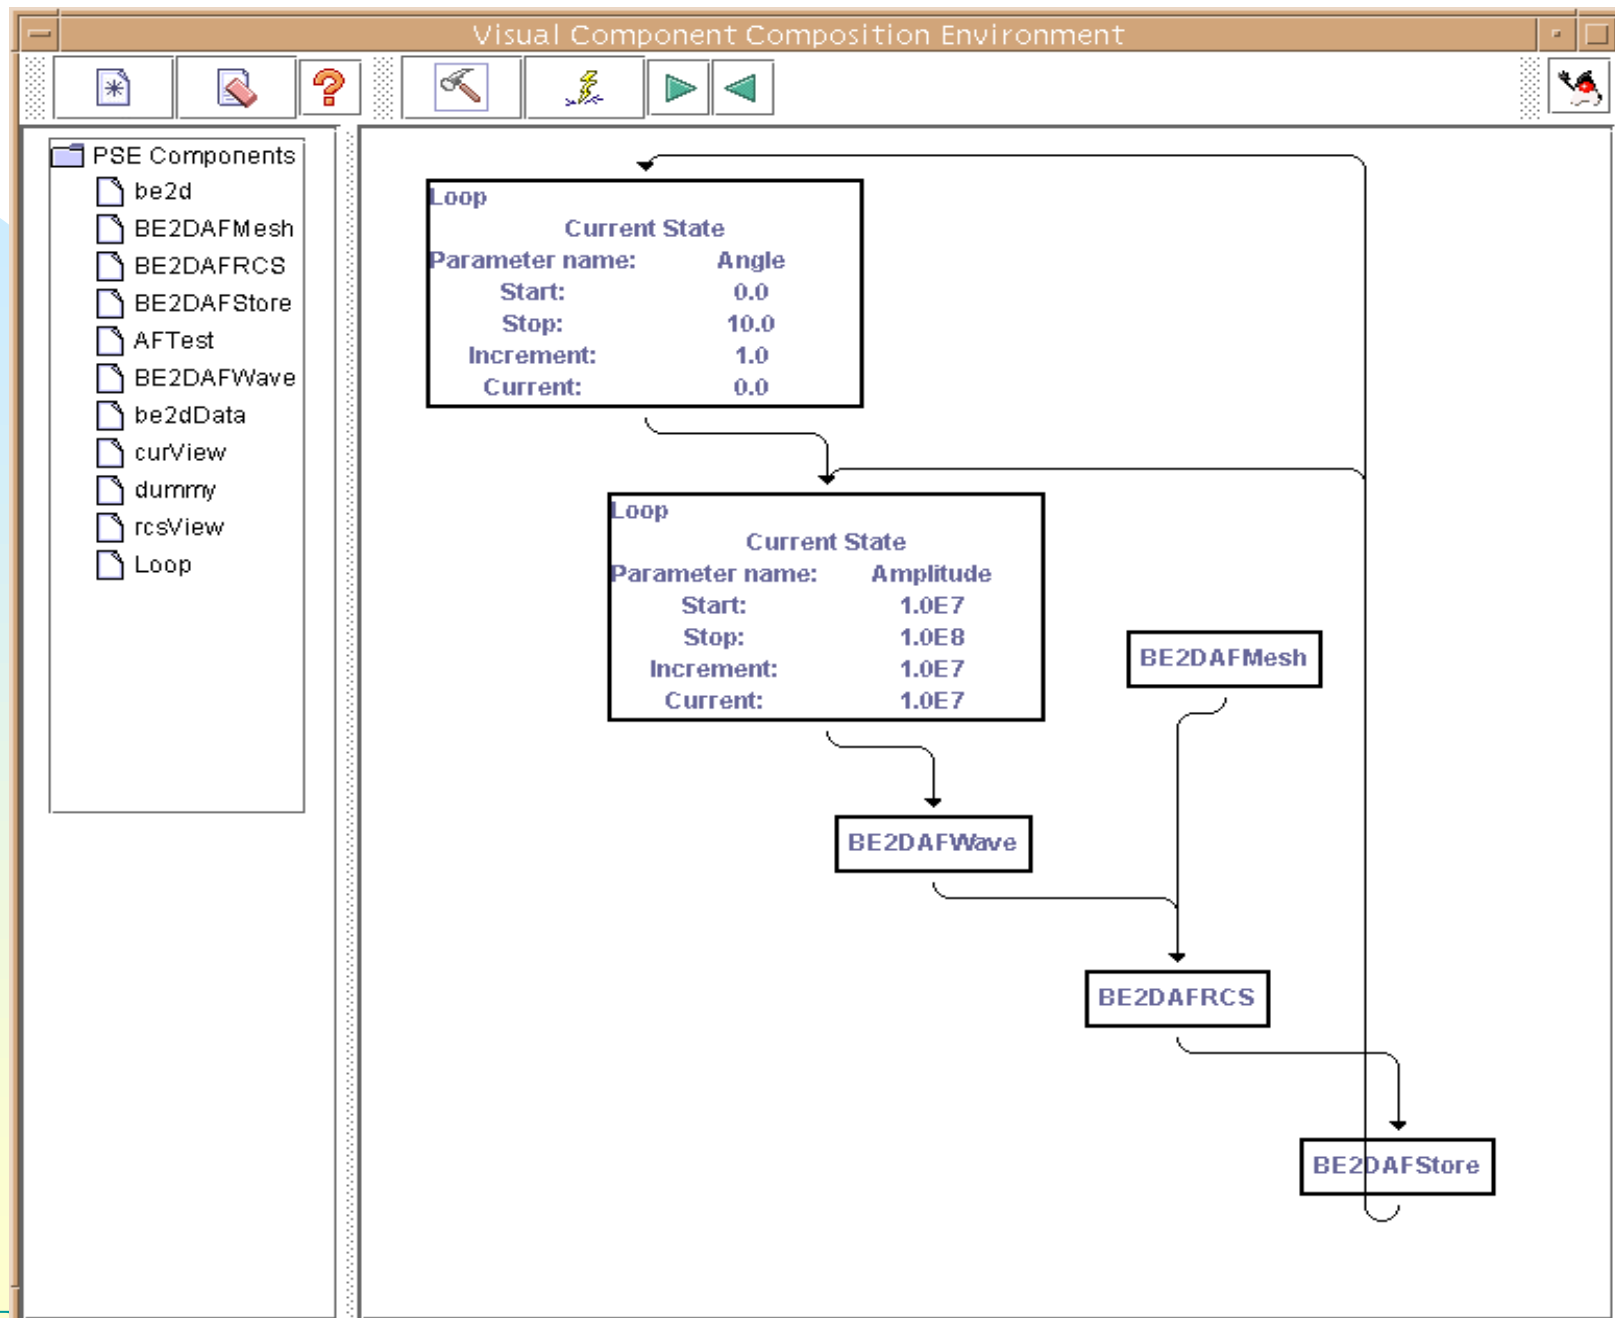 Visual Component Composition Environment
PSE Components
be2d
BE2DAFMesh
BE2DAFRCS
BE2DAFStore
AFTest
BE2DAFWave
be2dData
curView
dummy
rcsView
Loop
Loop
Current State
Parameter name: Angle
Start: 0.0
Stop: 10.0
Increment: 1.0
Current: 0.0
Loop
Current State
Parameter name: Amplitude
Start: 1.0E7
Stop: 1.0E8
Increment: 1.0E7
Current: 1.0E7
BE2DAFMesh
BE2DAFWave
BE2DAFRCS
BE2DAFStore